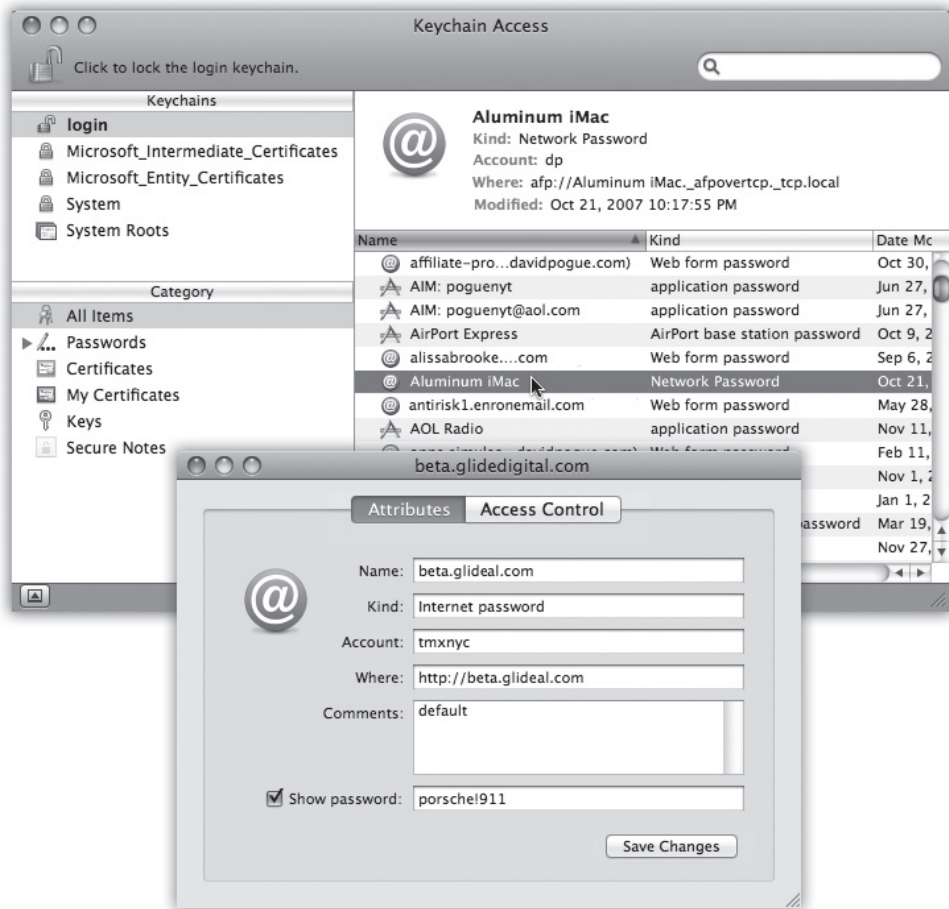 Keychain Access
Click to lock the login keychain.
Keychains
login
Microsoft_Intermediate_Certificates
Microsoft_Entity_Certificates
System
System Roots
Category
All Items
Passwords
Certificates
My Certificates
Keys
Secure Notes
Aluminum iMac
Kind: Network Password
Account: dp
Where: afp://Aluminum iMac._afpovertcp._tcp.local
Modified: Oct 21, 2007 10:17:55 PM
Name Kind Date Mo
affiliate-pro...davidpogue.com) Web form password Oct 30,
AIM: poguenyt application password Jun 27,
AIM: poguenyt@aol.com application password Jun 27,
AirPort Express AirPort base station password Oct 9, 2
alissabrooke....com Web form password Sep 6, 2
Aluminum iMac Network Password Oct 21,
antirisk1.enronemail.com Web form password May 28,
AOL Radio application password Nov 11,
Feb 11,
Nov 1, 2
Jan 1, 2
assword Mar 19,
Nov 27,
beta.glidedigital.com
Attributes Access Control
Name: beta.glideal.com
Kind: Internet password
Account: tmxnyc
Where: http://beta.glideal.com
Comments: default
Show password: porsche!911
Save Changes